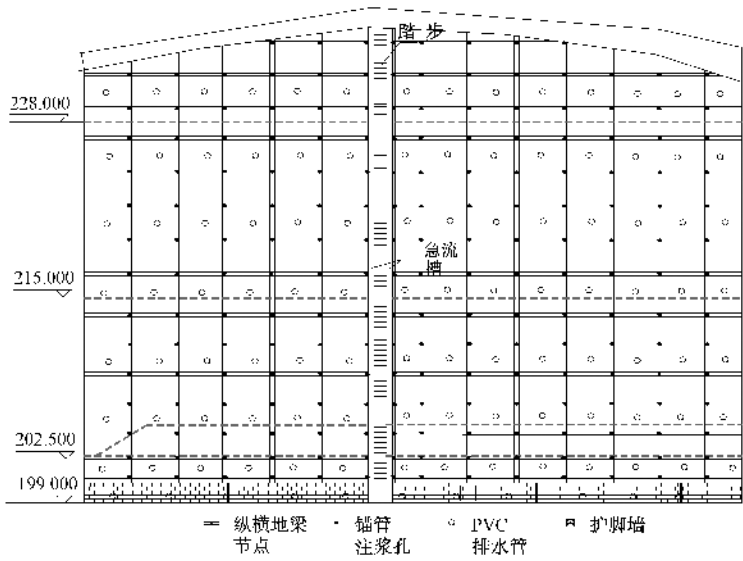 踏步
228.000
急流
槽
215.000
202.500
199.000
纵横地梁
节点
锚管
注浆孔
PVC
排水管
护脚墙